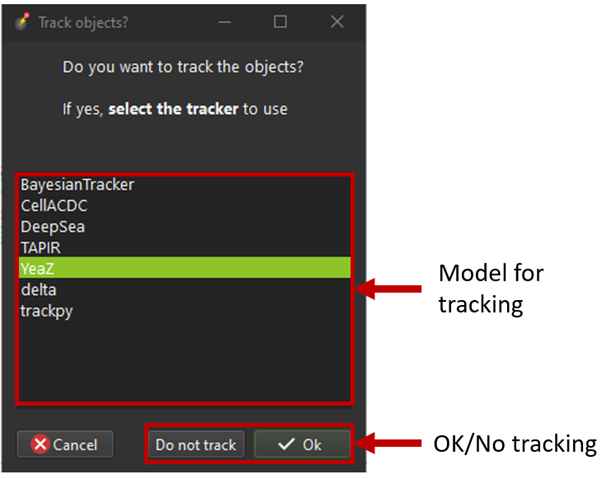 Track objects?
Do you want to track the objects?
If yes, select the tracker to use
BayesianTracker
CellACDC
DeepSea
TAPIR
YeaZ
delta
trackpy
Model for
tracking
Cancel
Do not track
Ok
OK/No tracking